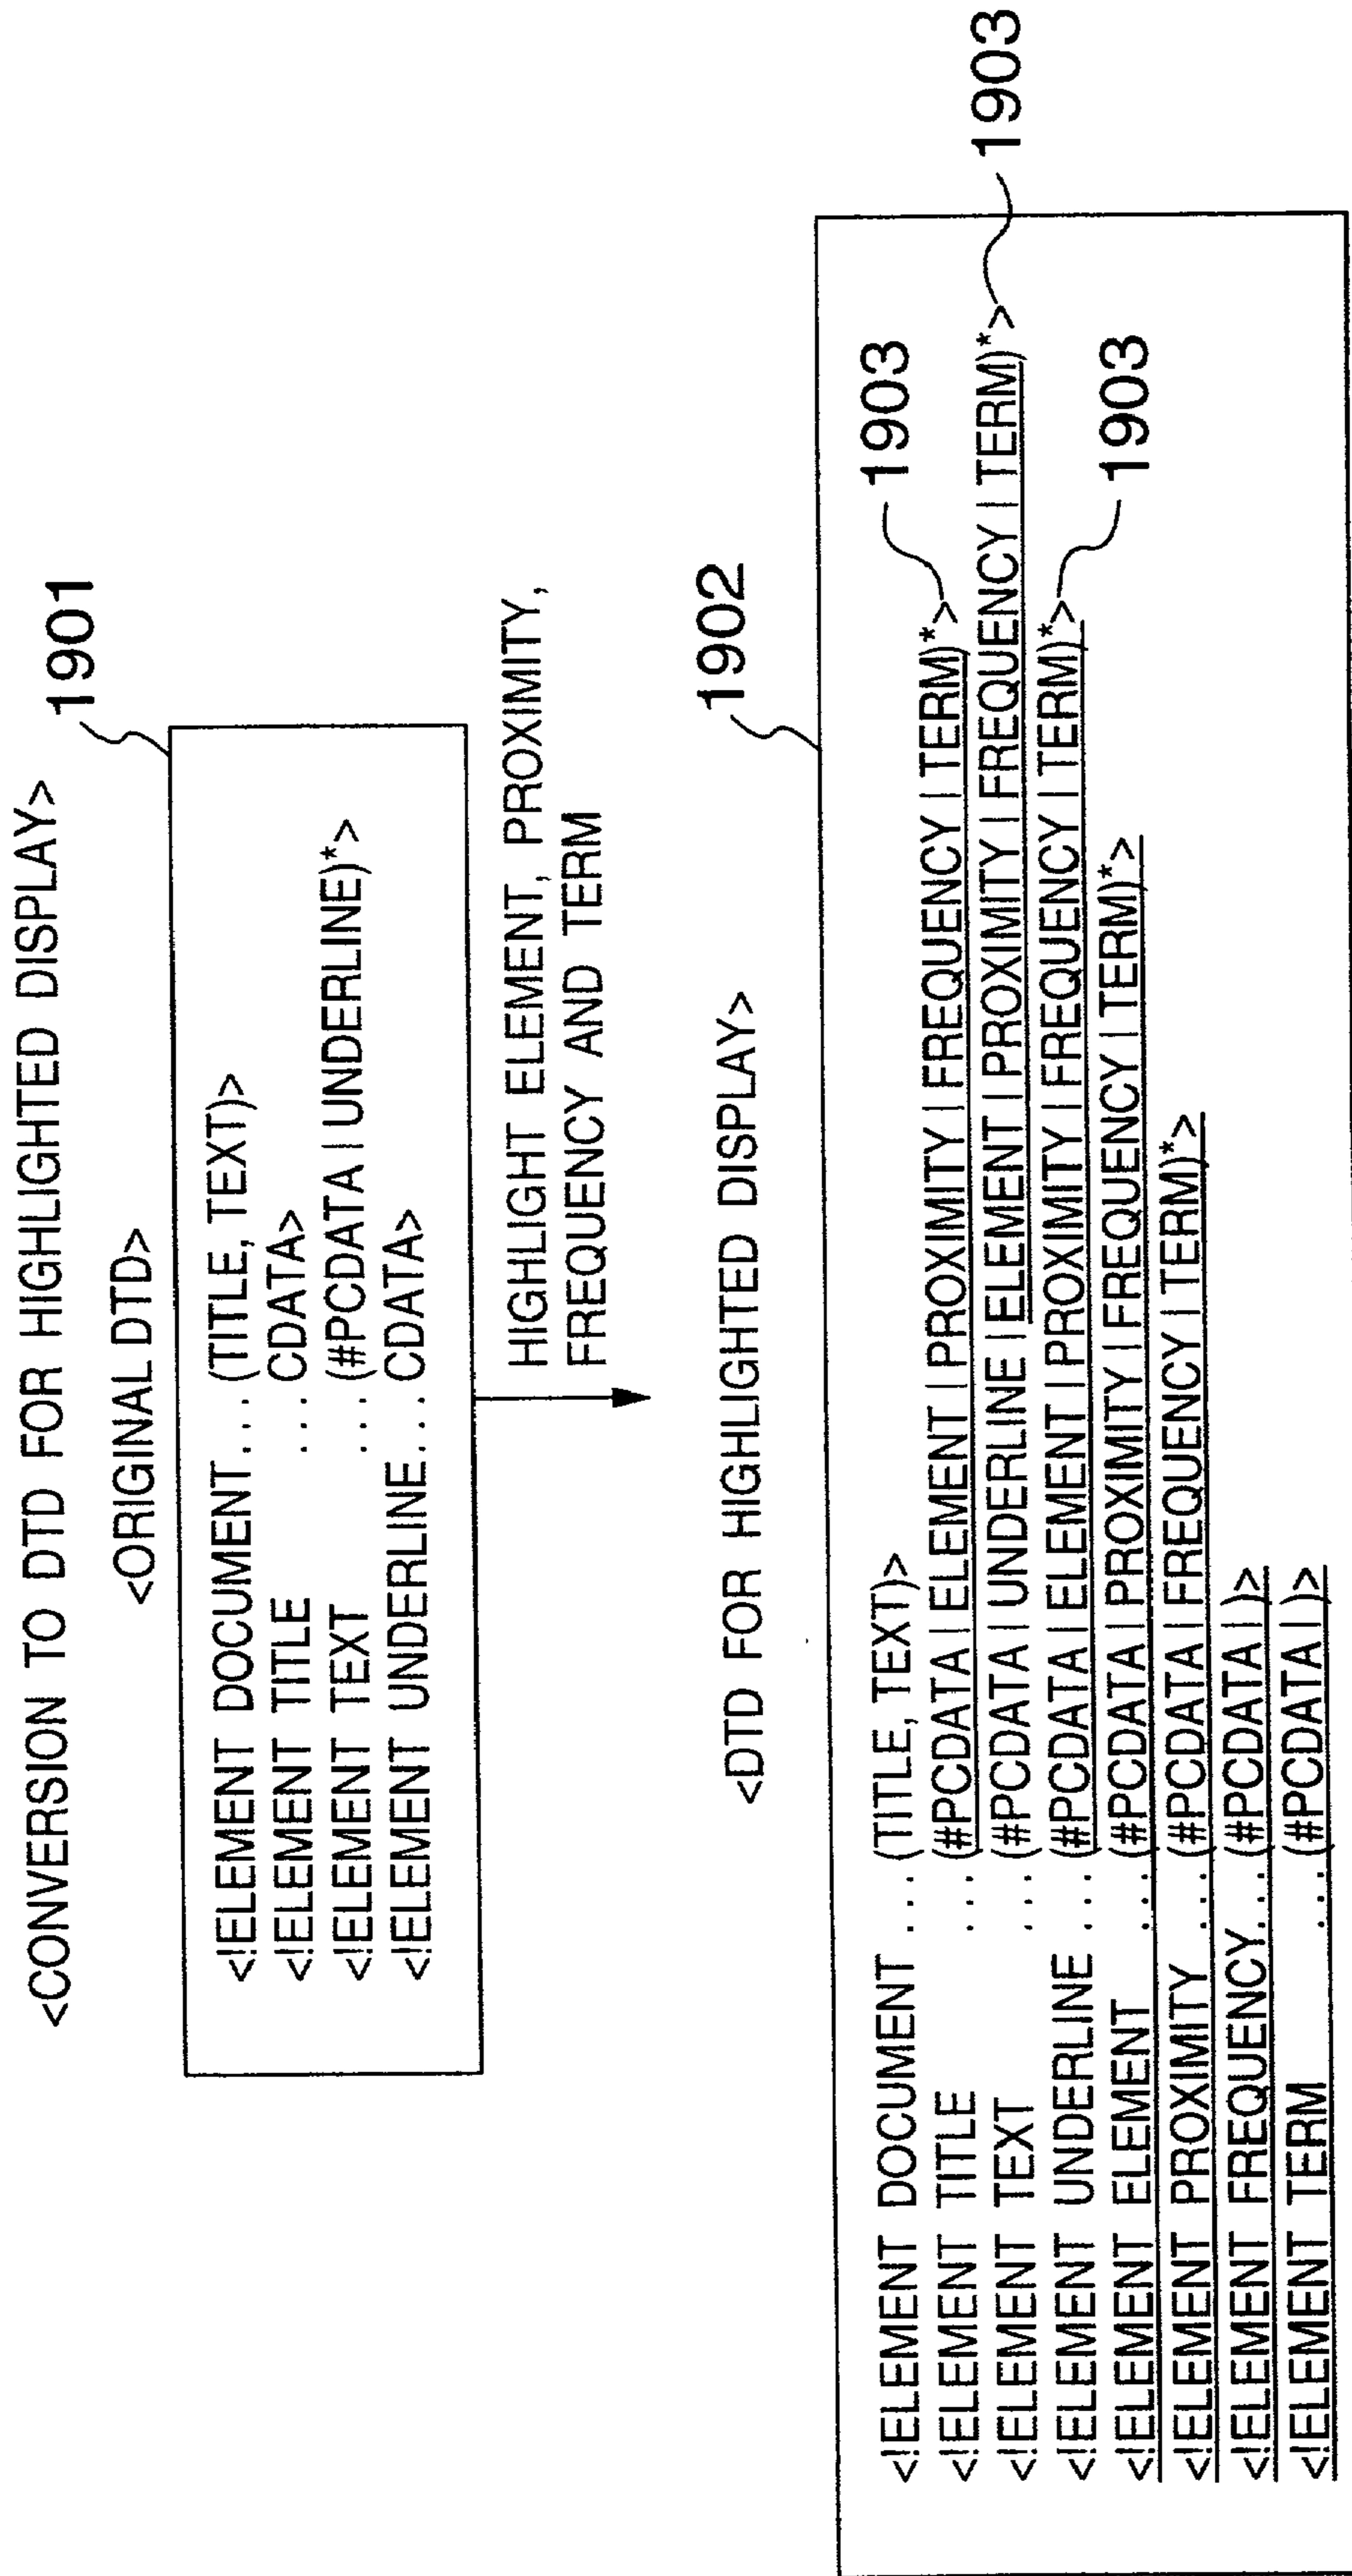 <CONVERSION TO DTD FOR HIGHLIGHTED DISPLAY>
<ORIGINAL DTD>
1901
<!ELEMENT DOCUMENT ... (TITLE, TEXT)>
<!ELEMENT TITLE ... CDATA>
<!ELEMENT TEXT ... (#PCDATA | UNDERLINE)*>
<!ELEMENT UNDERLINE ... CDATA>
HIGHLIGHT ELEMENT, PROXIMITY,
FREQUENCY AND TERM
<DTD FOR HIGHLIGHTED DISPLAY>
1902
<!ELEMENT DOCUMENT ... (TITLE, TEXT)>
<!ELEMENT TITLE ... (#PCDATA | ELEMENT | PROXIMITY | FREQUENCY | TERM)*> 1903
<!ELEMENT TEXT ... (#PCDATA | UNDERLINE | ELEMENT | PROXIMITY | FREQUENCY | TERM)*> 1903
<!ELEMENT UNDERLINE ... (#PCDATA | ELEMENT | PROXIMITY | FREQUENCY | TERM)*> 1903
<!ELEMENT ELEMENT ... (#PCDATA | PROXIMITY | FREQUENCY | TERM)*>
<!ELEMENT PROXIMITY ... (#PCDATA | FREQUENCY | TERM)*>
<!ELEMENT FREQUENCY ... (#PCDATA | )>
<!ELEMENT TERM ... (#PCDATA | )>